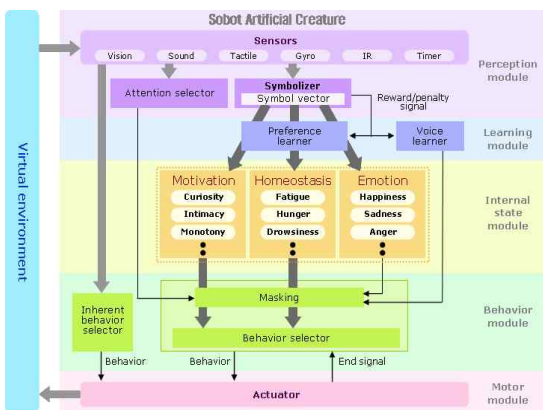 Sobot Artificial Creature
Sensors
Vision
Sound
Tactile
Gyro
IR
Timer
Perception
module
Attention selector
Symbolizer
Symbol vector
Reward/penalty
signal
Preference
learner
Voice
learner
Learning
module
Virtual environment
Motivation
Homeostasis
Emotion
Curiosity
Fatigue
Happiness
Intimacy
Hunger
Sadness
Monotony
Drowsiness
Anger
Internal
state
module
Inherent
behavior
selector
Masking
Behavior selector
Behavior
module
Behavior
Behavior
End signal
Actuator
Motor
module